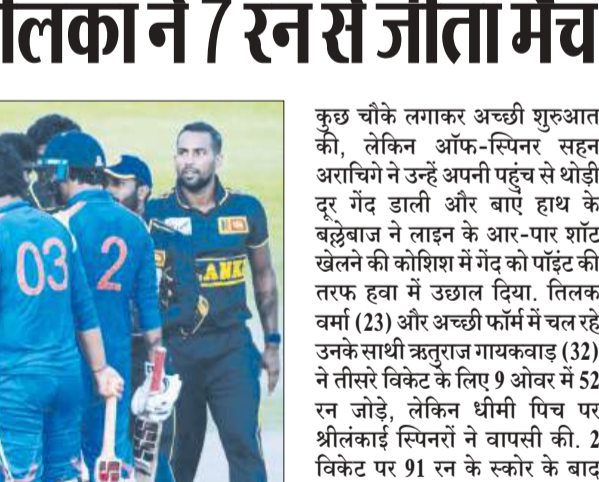 लंका ने 7 रन से जीता मैच
03
2
LANKA
कुछ चौके लगाकर अच्छी शुरुआत
की, लेकिन ऑफ-स्पिनर सहन
अराचिगे ने उन्हें अपनी पहुंच से थोड़ी
दूर गेंद डाली और बाएं हाथ के
बल्लेबाज ने लाइन के आर-पार शॉट
खेलने की कोशिश में गेंद को पॉइंट की
तरफ हवा में उछाल दिया. तिलक
वर्मा (23) और अच्छी फॉर्म में चल रहे
उनके साथी ऋतुराज गायकवाड़ (32)
ने तीसरे विकेट के लिए 9 ओवर में 52
रन जोड़े, लेकिन धीमी पिच पर
श्रीलंकाई स्पिनरों ने वापसी की. 2
विकेट पर 91 रन के स्कोर के बाद